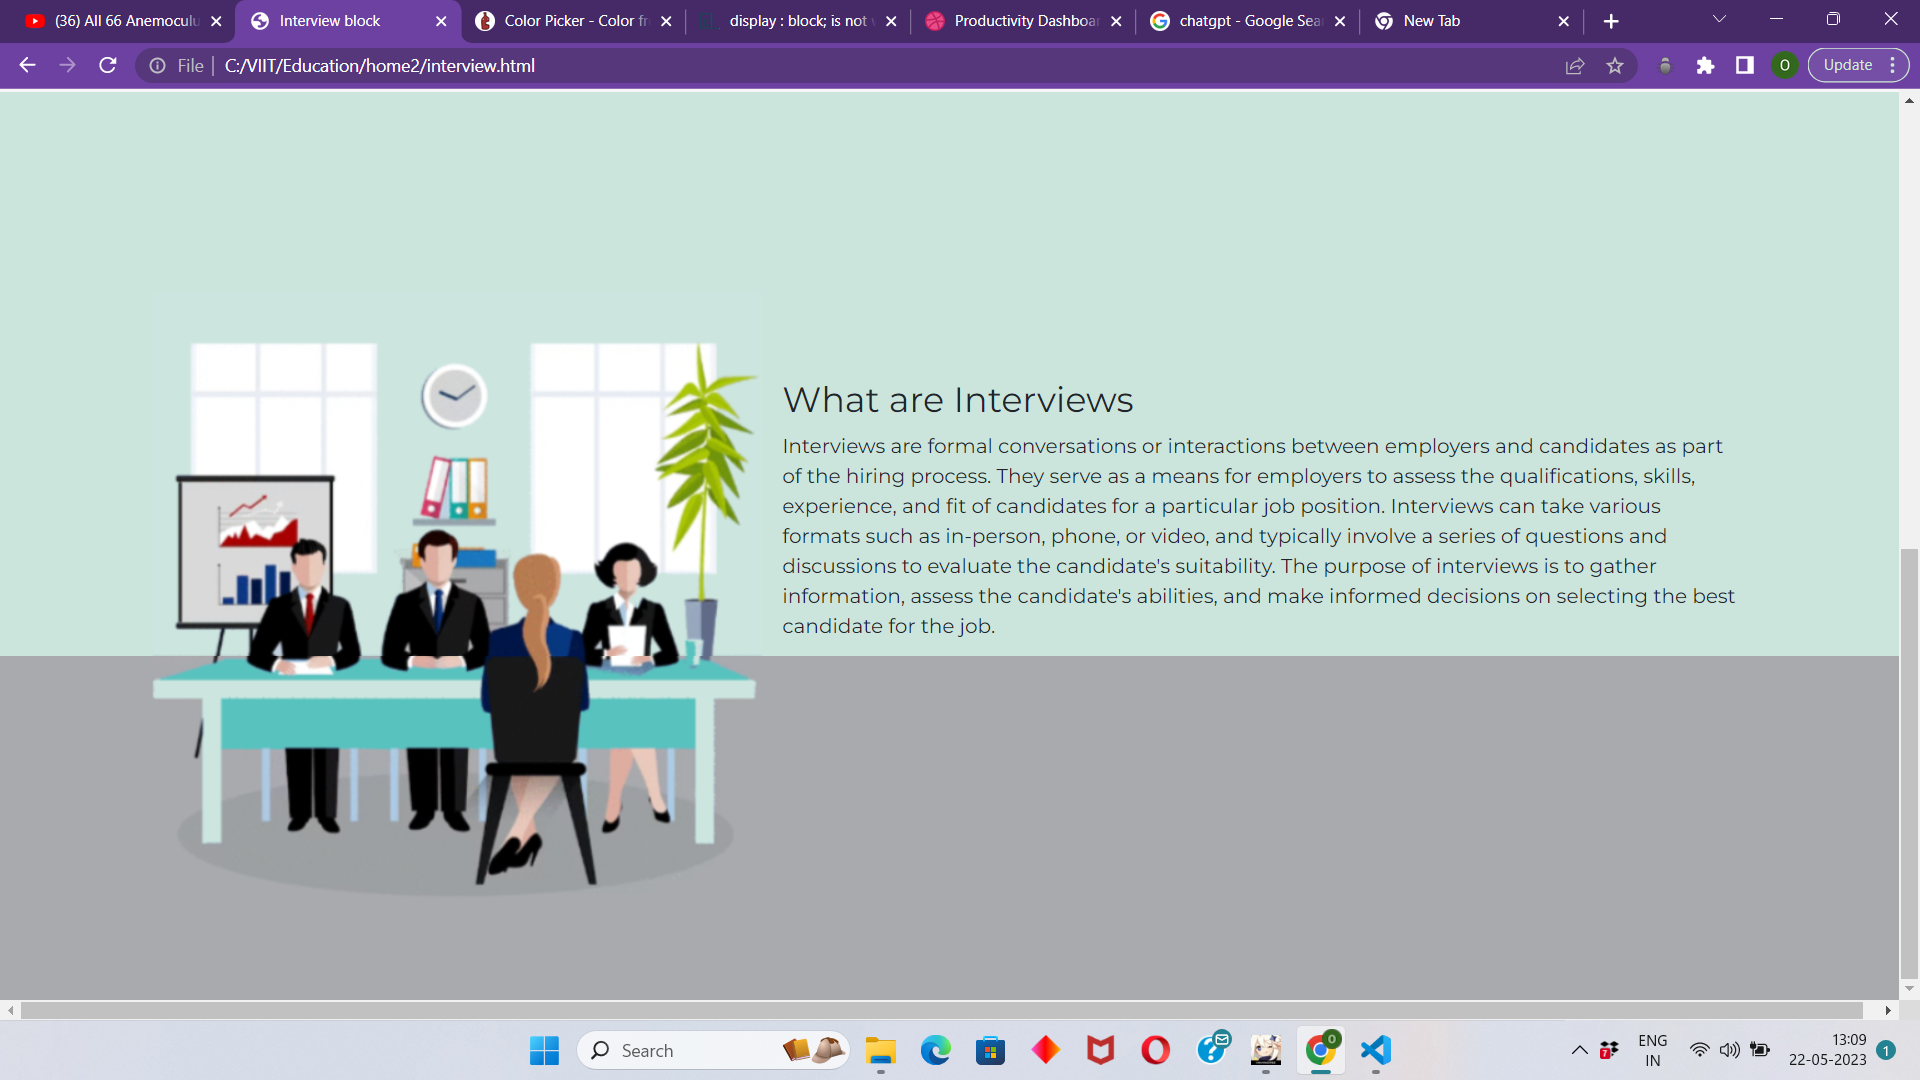 (36) All 66 Anemoculu
Interview block
Color Picker - Color fr
display : block; is not v
Productivity Dashboar
chatgpt - Google Sear
New Tab
File
C:/VIIT/Education/home2/interview.html
O
Update
What are Interviews
Interviews are formal conversations or interactions between employers and candidates as part
of the hiring process. They serve as a means for employers to assess the qualifications, skills,
experience, and fit of candidates for a particular job position. Interviews can take various
formats such as in-person, phone, or video, and typically involve a series of questions and
discussions to evaluate the candidate's suitability. The purpose of interviews is to gather
information, assess the candidate's abilities, and make informed decisions on selecting the best
candidate for the job.
Search
O
7
ENG
IN
13:09
22-05-2023
1